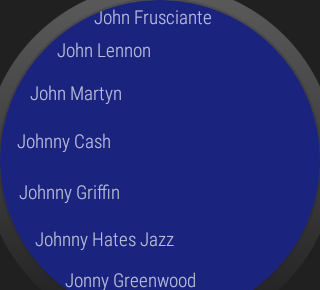 John Frusciante
John Lennon
John Martyn
Johnny Cash
Johnny Griffin
Johnny Hates Jazz
Jonny Greenwood